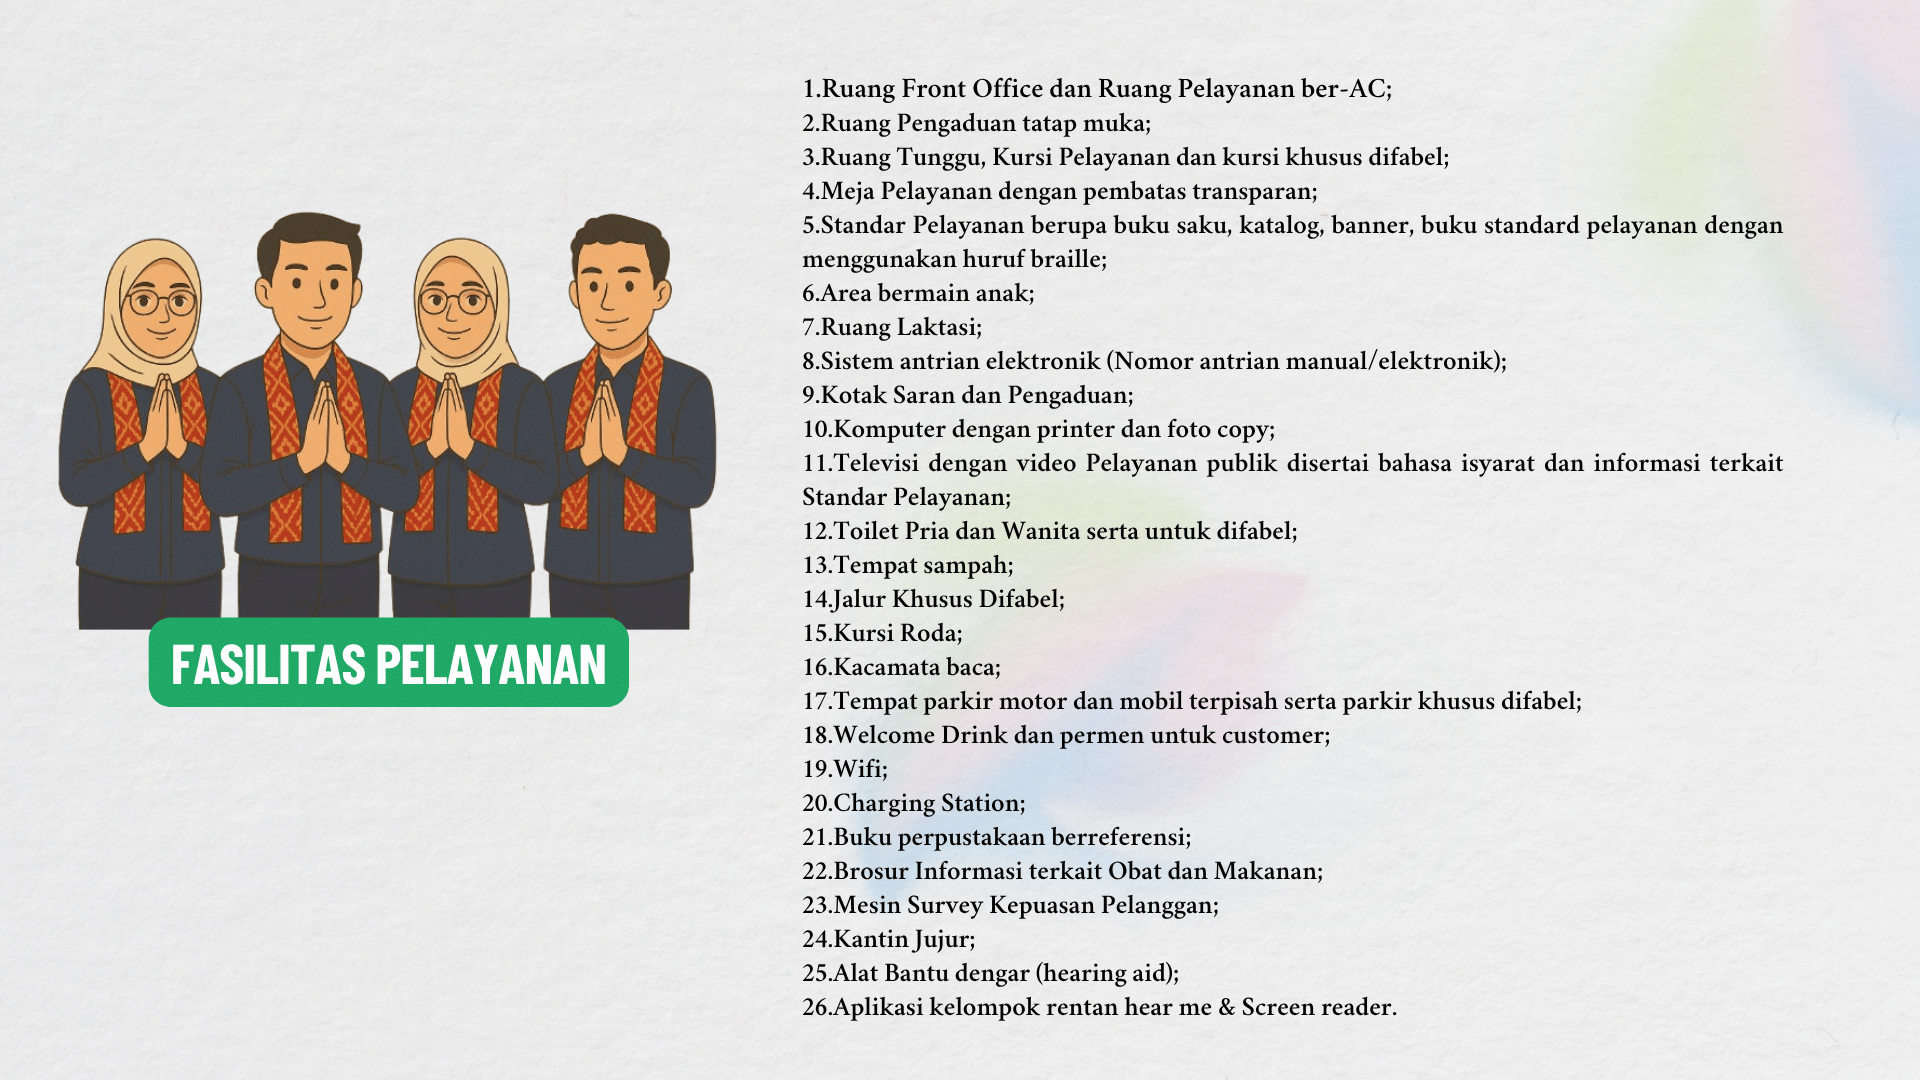 1.Ruang Front Office dan Ruang Pelayanan ber-AC;
2.Ruang Pengaduan tatap muka;
3.Ruang Tunggu, Kursi Pelayanan dan kursi khusus difabel;
4.Meja Pelayanan dengan pembatas transparan;
5.Standar Pelayanan berupa buku saku, katalog, banner, buku standard pelayanan dengan
menggunakan huruf braille;
6.Area bermain anak;
7.Ruang Laktasi;
8.Sistem antrian elektronik (Nomor antrian manual/elektronik);
9.Kotak Saran dan Pengaduan;
10.Komputer dengan printer dan foto copy;
11.Televisi dengan video Pelayanan publik disertai bahasa isyarat dan informasi terkait
Standar Pelayanan;
12.Toilet Pria dan Wanita serta untuk difabel;
13.Tempat sampah;
14.Jalur Khusus Difabel;
15.Kursi Roda;
16.Kacamata baca;
17.Tempat parkir motor dan mobil terpisah serta parkir khusus difabel;
18.Welcome Drink dan permen untuk customer;
19.Wifi;
20.Charging Station;
21.Buku perpustakaan berreferensi;
22.Brosur Informasi terkait Obat dan Makanan;
23.Mesin Survey Kepuasan Pelanggan;
24.Kantin Jujur;
25.Alat Bantu dengar (hearing aid);
26.Aplikasi kelompok rentan hear me & Screen reader.
FASILITAS PELAYANAN